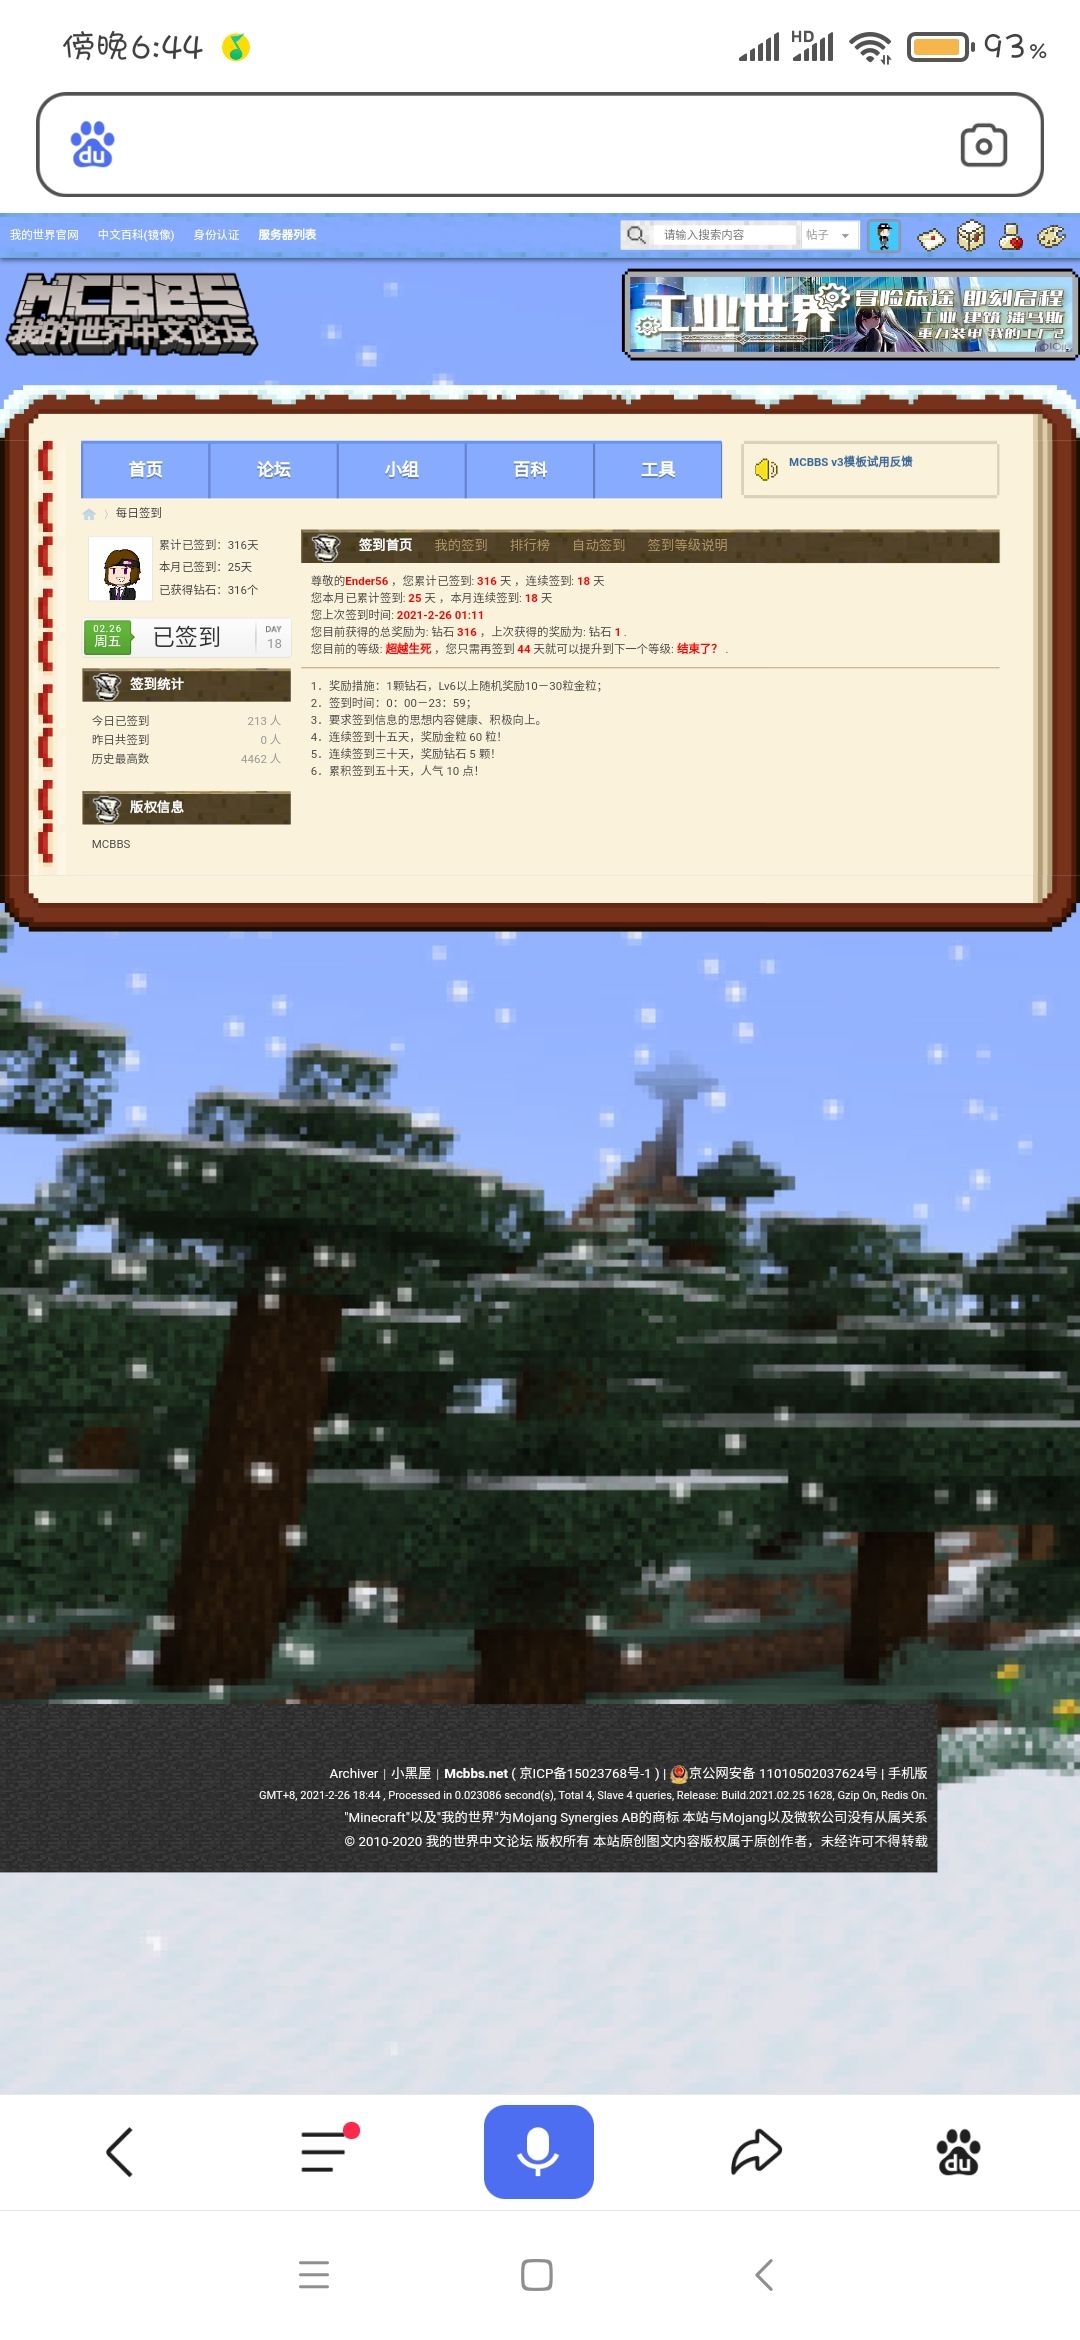 傍晚6:44
HD
93%
du
我的世界官网 中文百科(镜像) 身份认证 服务器列表 请输入搜索内容 帖子
MCBBS
我的世界中文论坛
工业世界 冒险旅途 即刻启程
工业 建筑 潘马斯
重力装甲 我的工厂2
首页 论坛 小组 百科 工具
MCBBS v3模板试用反馈
每日签到
累计已签到：316天
本月已签到：25天
已获得钻石：316个
02.26
周五
已签到
DAY
18
签到统计
今日已签到 213 人
昨日共签到 0 人
历史最高数 4462 人
版权信息
MCBBS
签到首页 我的签到 排行榜 自动签到 签到等级说明
尊敬的Ender56 ，您累计已签到: 316 天 ，连续签到: 18 天
您本月已累计签到: 25 天 ，本月连续签到: 18 天
您上次签到时间: 2021-2-26 01:11
您目前获得的总奖励为: 钻石 316 ，上次获得的奖励为: 钻石 1 .
您目前的等级: 超越生死 ，您只需再签到 44 天就可以提升到下一个等级: 结束了？ .
1．奖励措施：1颗钻石，Lv6以上随机奖励10－30粒金粒；
2．签到时间：0：00－23：59；
3．要求签到信息的思想内容健康、积极向上。
4．连续签到十五天，奖励金粒 60 粒！
5．连续签到三十天，奖励钻石 5 颗！
6．累积签到五十天，人气 10 点！
Archiver | 小黑屋 | Mcbbs.net ( 京ICP备15023768号-1 ) | 京公网安备 11010502037624号 | 手机版
GMT+8, 2021-2-26 18:44 , Processed in 0.023086 second(s), Total 4, Slave 4 queries, Release: Build.2021.02.25 1628, Gzip On, Redis On.
"Minecraft"以及"我的世界"为Mojang Synergies AB的商标 本站与Mojang以及微软公司没有从属关系
© 2010-2020 我的世界中文论坛 版权所有 本站原创图文内容版权属于原创作者，未经许可不得转载
du